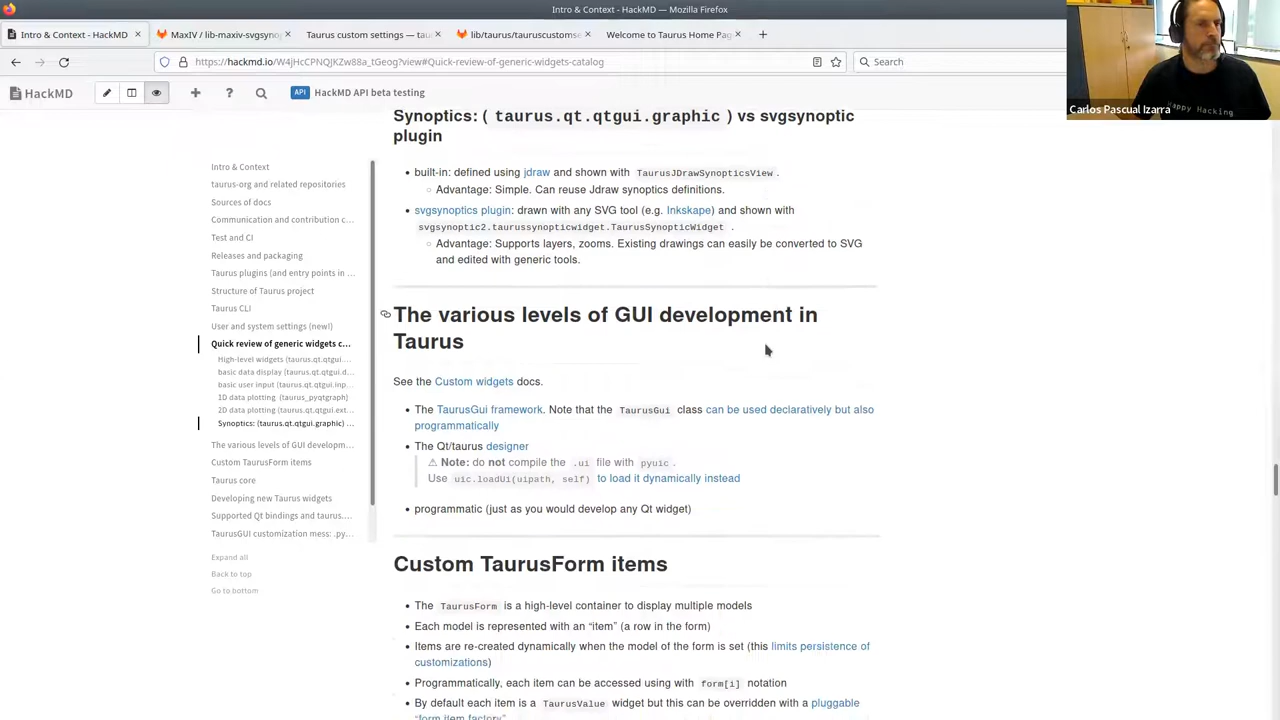 Intro & Context - HackMD — Mozilla Firefox
Intro & Context - HackMD
MaxIV / lib-maxiv-svgsyno
Taurus custom settings — tau
lib/taurus/tauruscustomse
Welcome to Taurus Home Pag
https://hackmd.io/W4jHcCPNQJKZw88a_tGeog?view#Quick-review-of-generic-widgets-catalog
Search
HackMD
API
HackMD API beta testing
Carlos Pascual Izarra
Happy Hacking
Intro & Context
taurus-org and related repositories
Sources of docs
Communication and contribution c...
Test and CI
Releases and packaging
Taurus plugins (and entry points in ...
Structure of Taurus project
Taurus CLI
User and system settings (new!)
Quick review of generic widgets c...
High-level widgets (taurus.qt.qtgui....
basic data display (taurus.qt.qtgui.d...
basic user input (taurus.qt.qtgui.inp...
1D data plotting (taurus_pyqtgraph)
2D data plotting (taurus.qt.qtgui.ext...
Synoptics: (taurus.qt.qtgui.graphic) ...
The various levels of GUI developm...
Custom TaurusForm items
Taurus core
Developing new Taurus widgets
Supported Qt bindings and taurus....
TaurusGUI customization mess: .py...
Expand all
Back to top
Go to bottom
Synoptics: ( taurus.qt.qtgui.graphic ) vs svgsynoptic
plugin
• built-in: defined using jdraw and shown with TaurusJDrawSynopticsView .
◦ Advantage: Simple. Can reuse Jdraw synoptics definitions.
• svgsynoptics plugin: drawn with any SVG tool (e.g. Inkskape) and shown with
svgsynoptic2.taurussynopticwidget.TaurusSynopticWidget .
◦ Advantage: Supports layers, zooms. Existing drawings can easily be converted to SVG
and edited with generic tools.
The various levels of GUI development in
Taurus
See the Custom widgets docs.
• The TaurusGui framework. Note that the TaurusGui class can be used declaratively but also
programmatically
• The Qt/taurus designer
⚠ Note: do not compile the .ui file with pyuic .
Use uic.loadUi(uipath, self) to load it dynamically instead
• programmatic (just as you would develop any Qt widget)
Custom TaurusForm items
• The TaurusForm is a high-level container to display multiple models
• Each model is represented with an “item” (a row in the form)
• Items are re-created dynamically when the model of the form is set (this limits persistence of
customizations)
• Programmatically, each item can be accessed using with form[i] notation
• By default each item is a TaurusValue widget but this can be overridden with a pluggable
“form item factory”